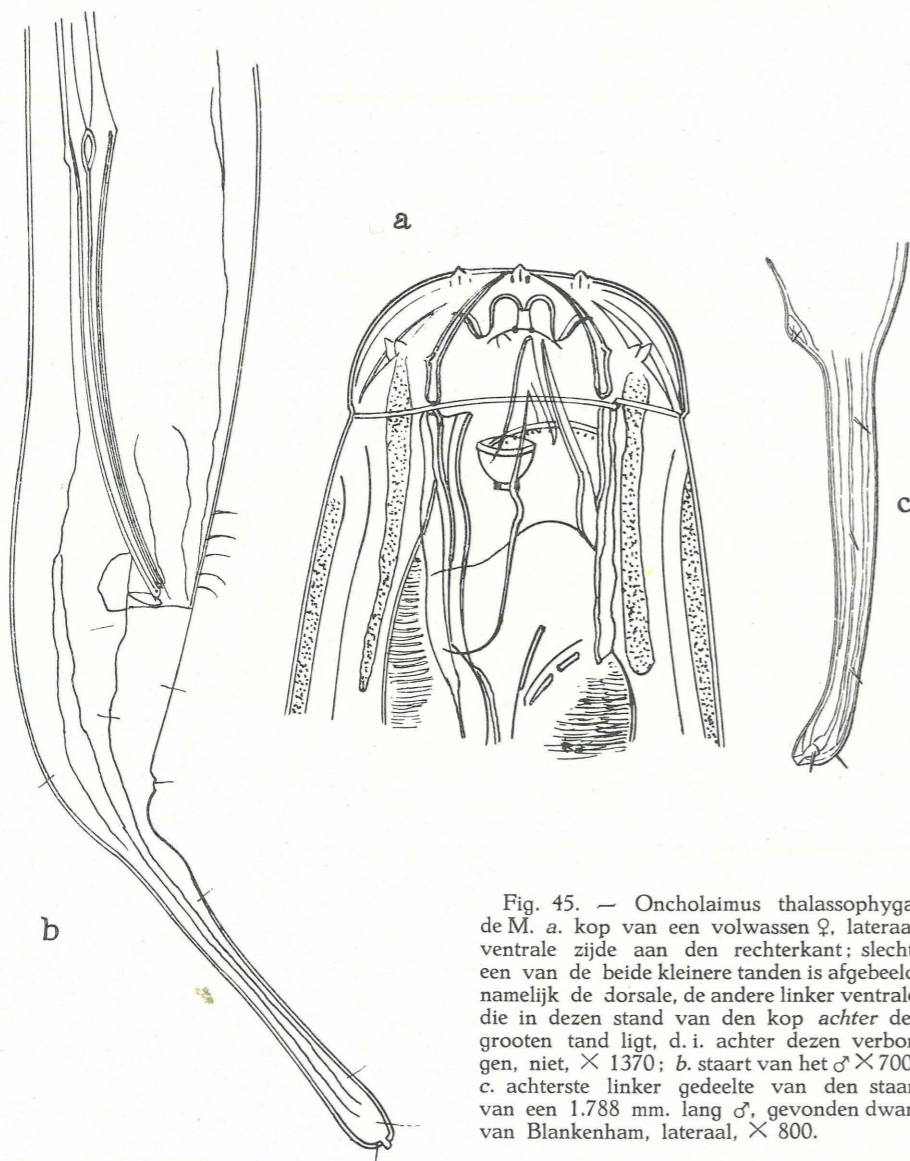 a
c
b
Fig. 45. — Oncholaimus thalassophyga
de M. a. kop van een volwassen ♀, lateraa
ventrale zijde aan den rechterkant; slecht
een van de beide kleinere tanden is afgebeeld
namelijk de dorsale, de andere linker ventrale
die in dezen stand van den kop achter de
grooten tand ligt, d. i. achter dezen verbor-
gen, niet, × 1370; b. staart van het ♂ × 700
c. achterste linker gedeelte van den staar
van een 1.788 mm. lang ♂, gevonden dwar
van Blankenham, lateraal, × 800.